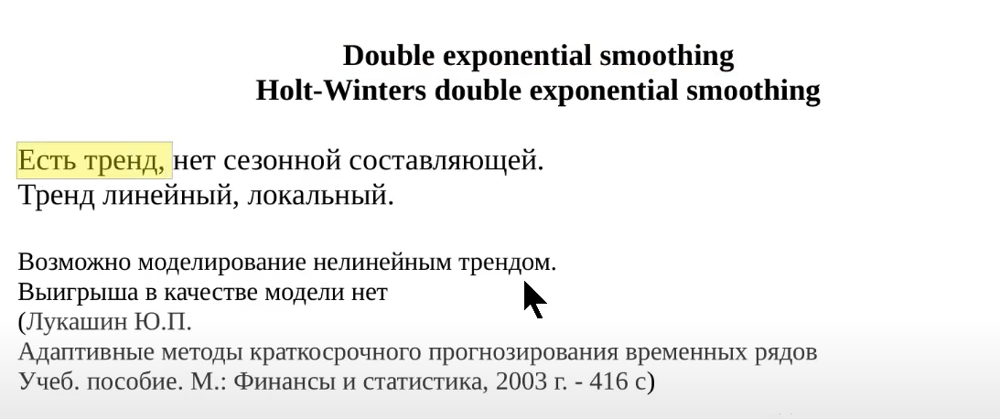 Double exponential smoothing
Holt-Winters double exponential smoothing
Есть тренд, нет сезонной составляющей.
Тренд линейный, локальный.
Возможно моделирование нелинейным трендом.
Выигрыша в качестве модели нет
(Лукашин Ю.П.
Адаптивные методы краткосрочного прогнозирования временных рядов
Учеб. пособие. М.: Финансы и статистика, 2003 г. - 416 с)